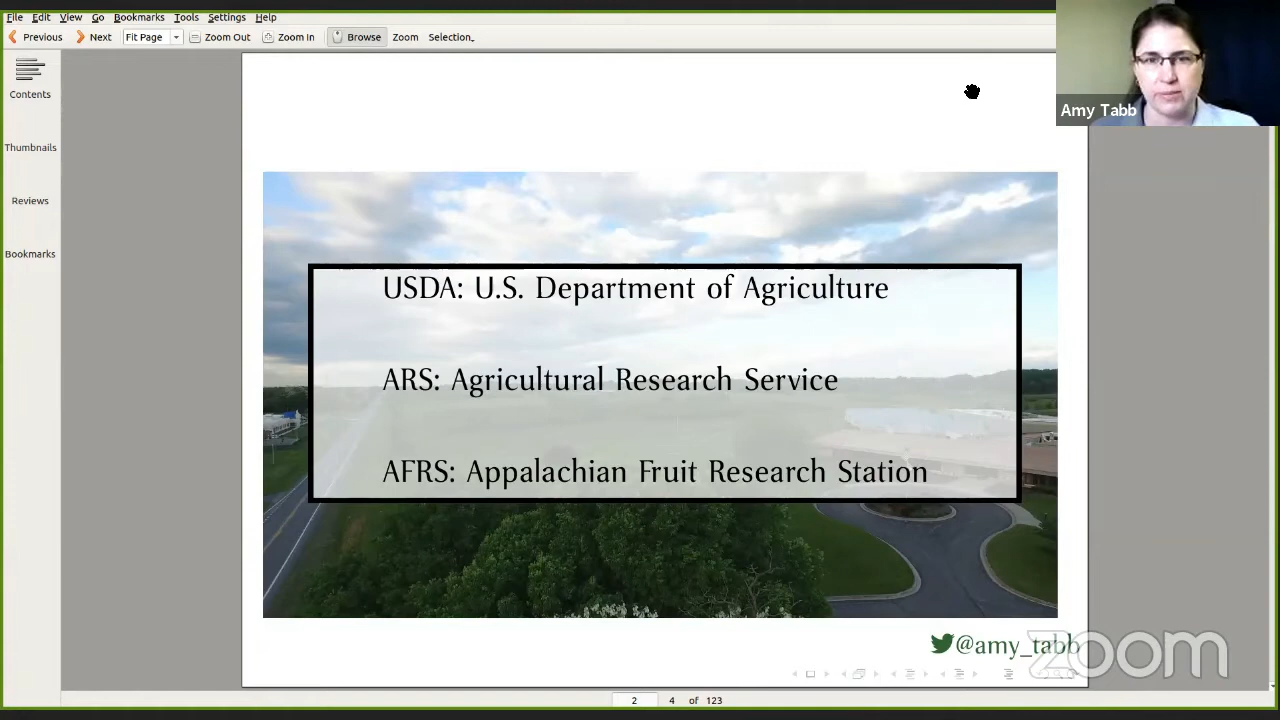 File Edit View Go Bookmarks Tools Settings Help
Previous Next Fit Page Zoom Out Zoom In Browse Zoom Selection
Contents
Thumbnails
Reviews
Bookmarks
Amy Tabb
USDA: U.S. Department of Agriculture
ARS: Agricultural Research Service
AFRS: Appalachian Fruit Research Station
@amy_tabb
zoom
2 4 of 123